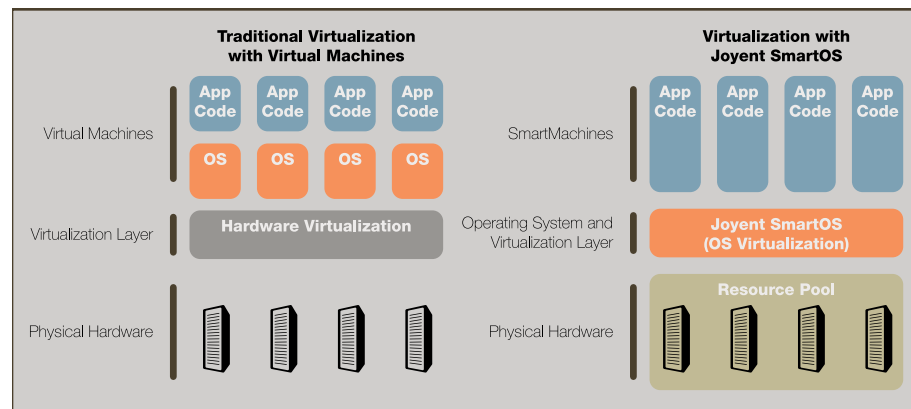 Traditional Virtualization
with Virtual Machines
Virtual Machines
App
Code
App
Code
App
Code
App
Code
OS
OS
OS
OS
Virtualization Layer
Hardware Virtualization
Physical Hardware
Virtualization with
Joyent SmartOS
SmartMachines
App
Code
App
Code
App
Code
App
Code
Operating System and
Virtualization Layer
Joyent SmartOS
(OS Virtualization)
Resource Pool
Physical Hardware